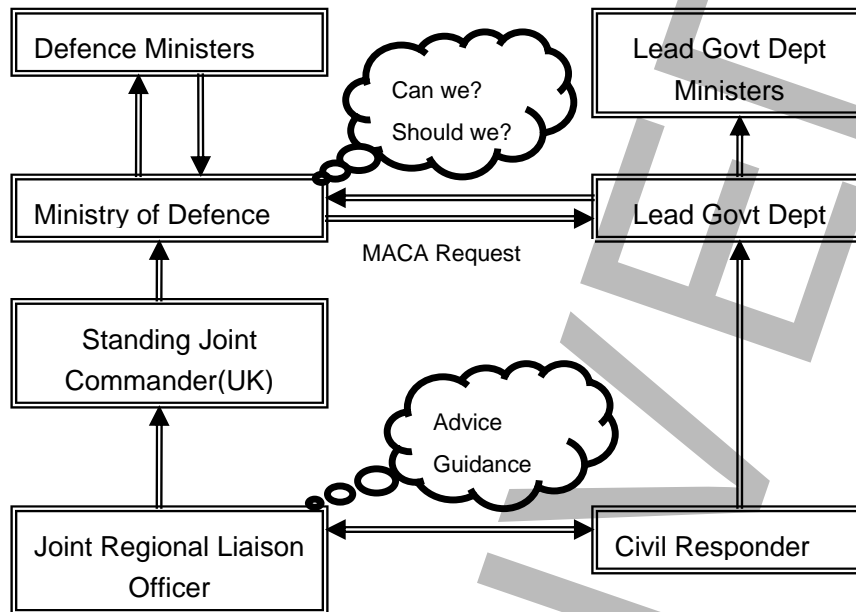 Defence Ministers
Can we?
Should we?
Lead Govt Dept
Ministers
Ministry of Defence
Lead Govt Dept
MACA Request
Standing Joint
Commander(UK)
Advice
Guidance
Joint Regional Liaison
Officer
Civil Responder